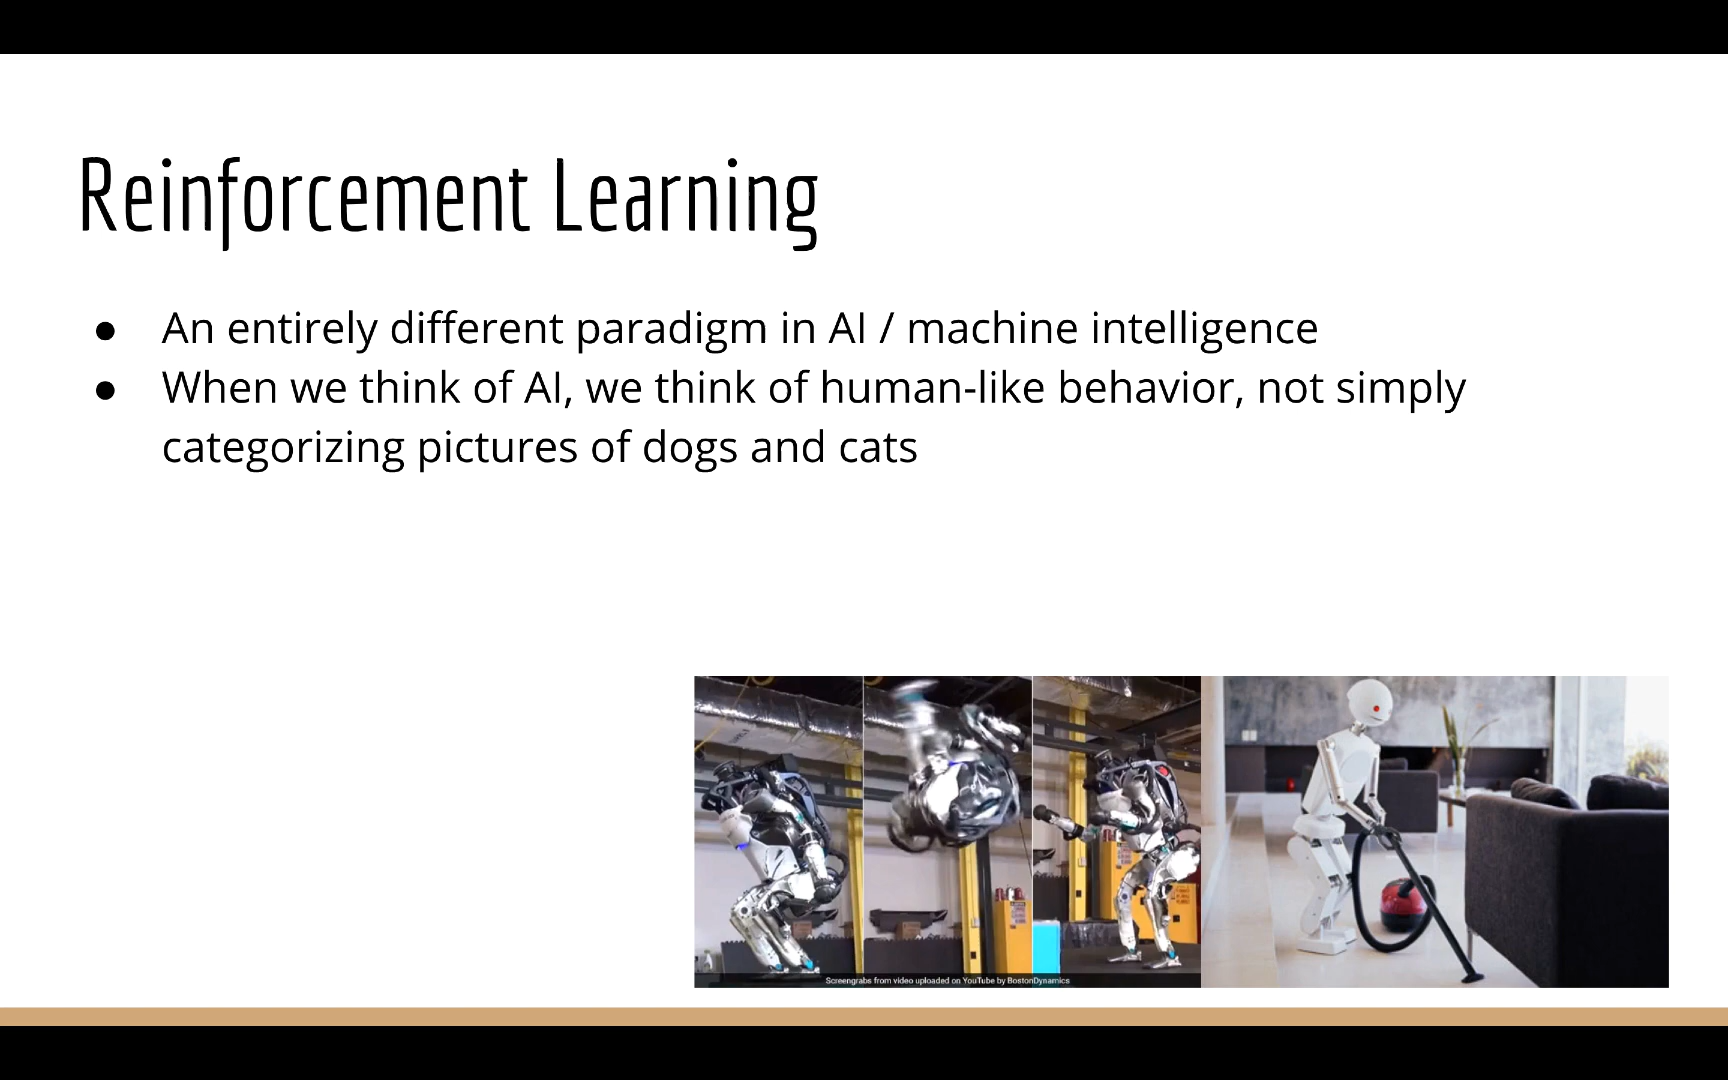 Reinforcement Learning
● An entirely different paradigm in AI / machine intelligence
● When we think of AI, we think of human-like behavior, not simply
categorizing pictures of dogs and cats
Screengrabs from video uploaded on YouTube by BostonDynamics